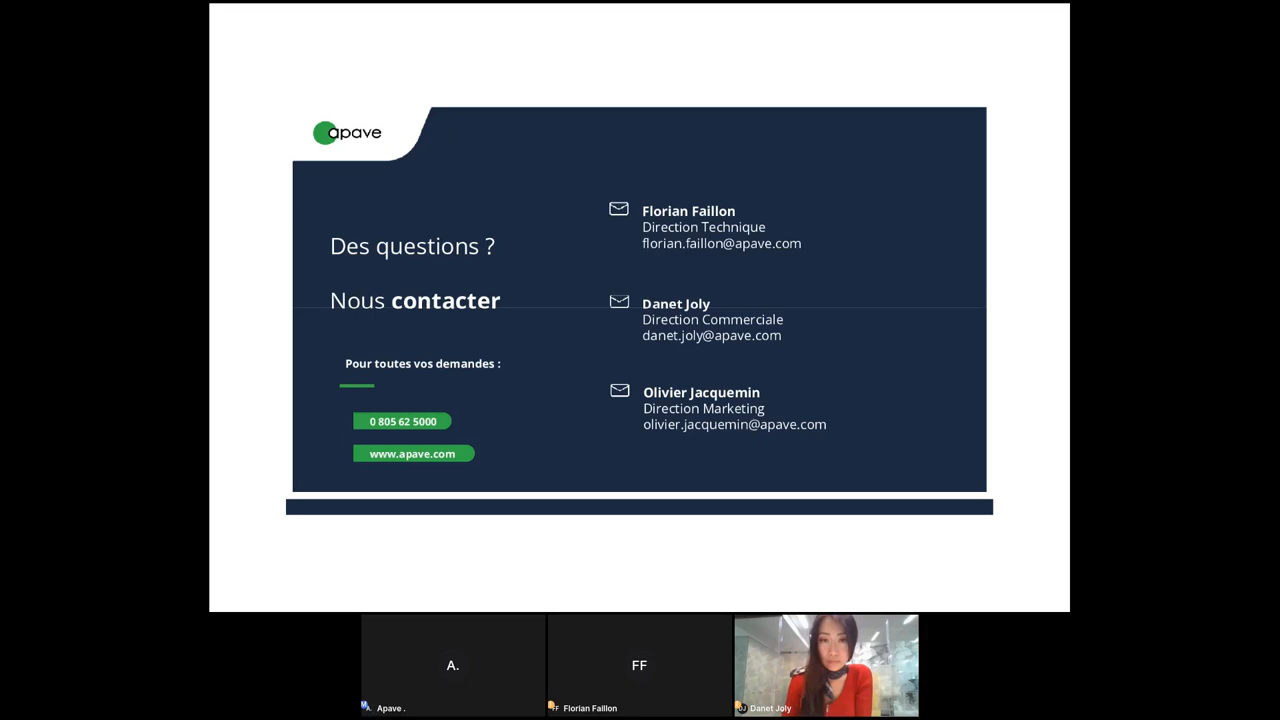 apave
Des questions ?
Nous contacter
Pour toutes vos demandes :
0 805 62 5000
www.apave.com
Florian Faillon
Direction Technique
florian.faillon@apave.com
Danet Joly
Direction Commerciale
danet.joly@apave.com
Olivier Jacquemin
Direction Marketing
olivier.jacquemin@apave.com
A.
Apave .
FF
Florian Faillon
Danet Joly